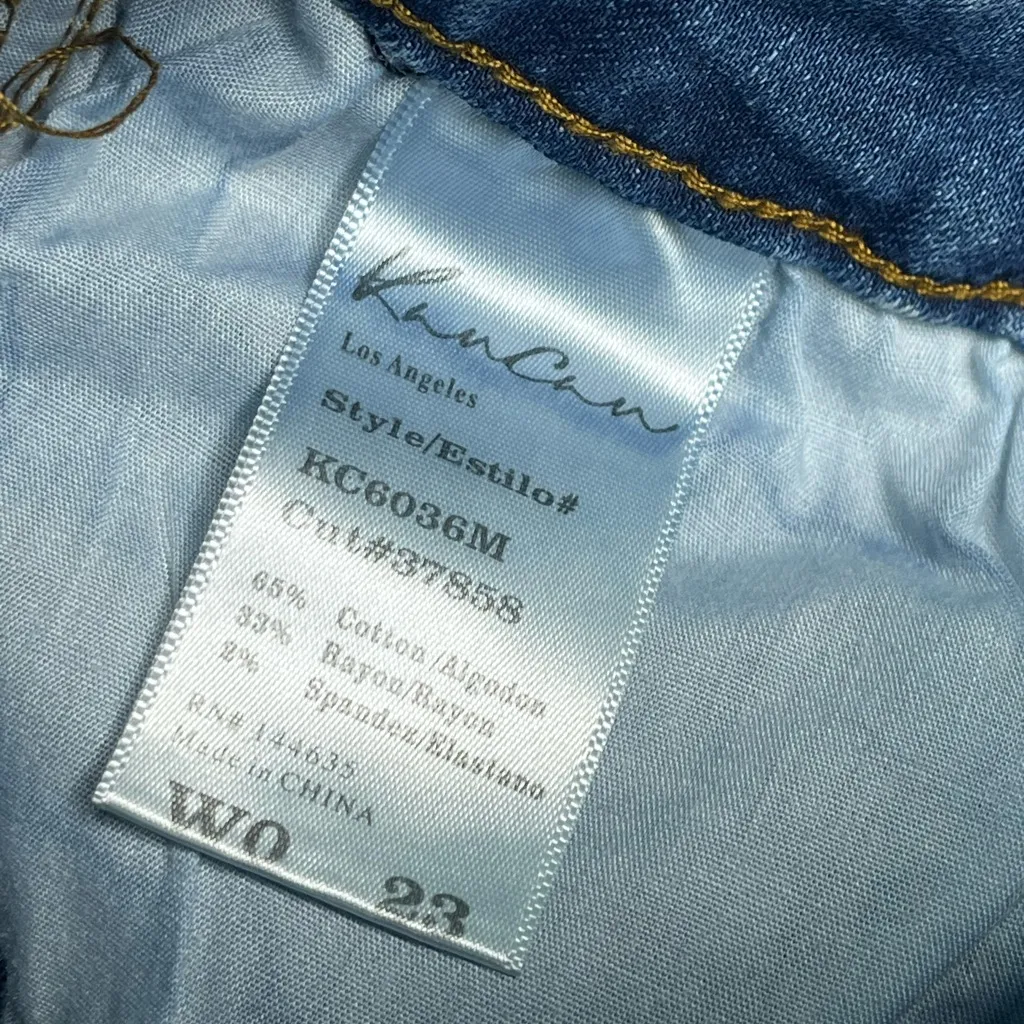 KanCan
Los Angeles
Style/Estilo#
KC6036M
Cut#37858
65% Cotton/Algodon
33% Rayon/Rayon
2% Spandex/Elastano
RN# 144635
Made in CHINA
W0 23